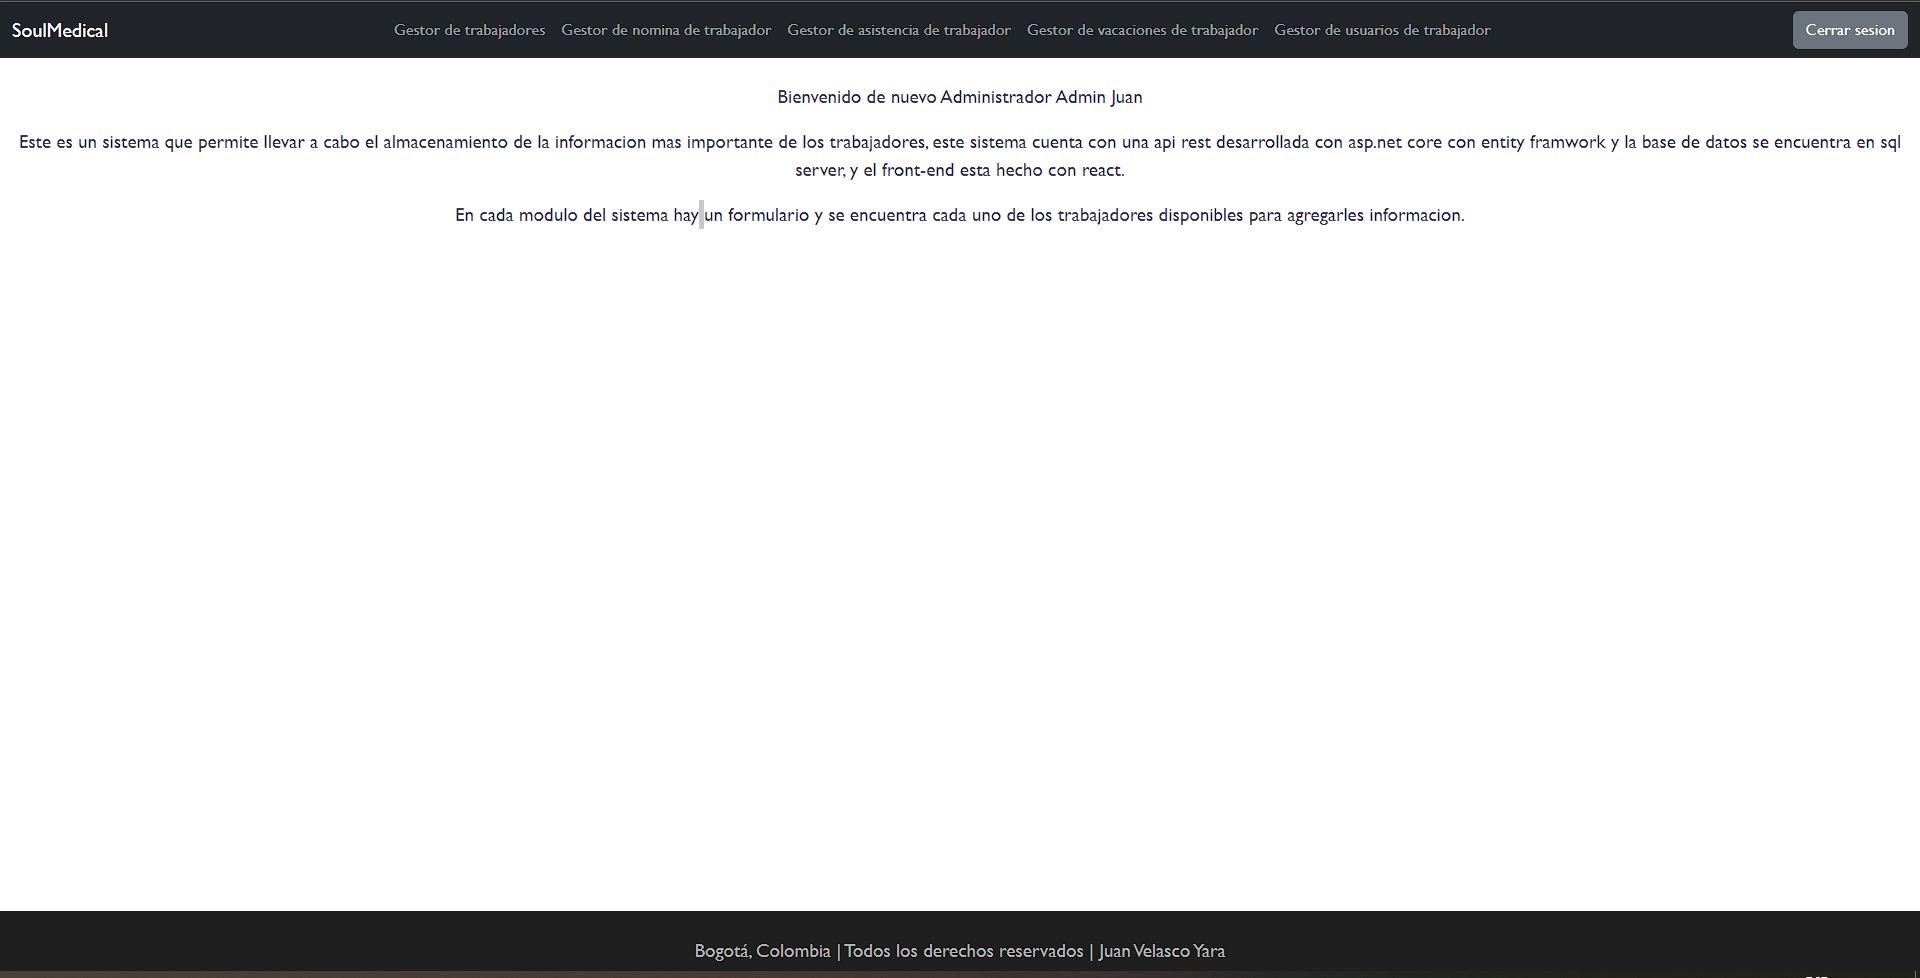 SoulMedical
Gestor de trabajadores
Gestor de nomina de trabajador
Gestor de asistencia de trabajador
Gestor de vacaciones de trabajador
Gestor de usuarios de trabajador
Cerrar sesion
Bienvenido de nuevo Administrador Admin Juan
Este es un sistema que permite llevar a cabo el almacenamiento de la informacion mas importante de los trabajadores, este sistema cuenta con una api rest desarrollada con asp.net core con entity framwork y la base de datos se encuentra en sql
server, y el front-end esta hecho con react.
En cada modulo del sistema hay un formulario y se encuentra cada uno de los trabajadores disponibles para agregarles informacion.
Bogotá, Colombia | Todos los derechos reservados | Juan Velasco Yara